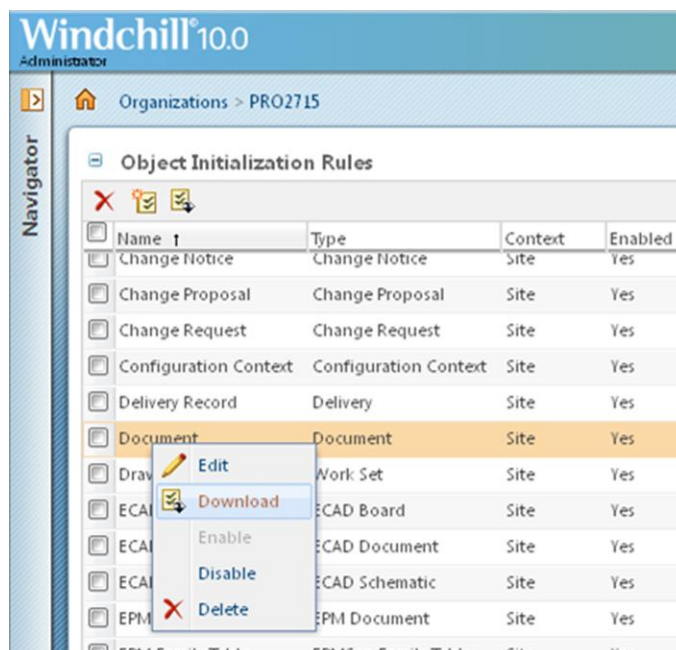 Windchill® 10.0
Administrator
Navigator
Organizations > PRO2715
Object Initialization Rules
Name Type Context Enabled
Change Notice Change Notice Site Yes
Change Proposal Change Proposal Site Yes
Change Request Change Request Site Yes
Configuration Context Configuration Context Site Yes
Delivery Record Delivery Site Yes
Document Document Site Yes
Edit
Work Set Site Yes
Download
ECAD Board Site Yes
Enable
ECAD Document Site Yes
Disable
ECAD Schematic Site Yes
Delete
EPM EPM Document Site Yes